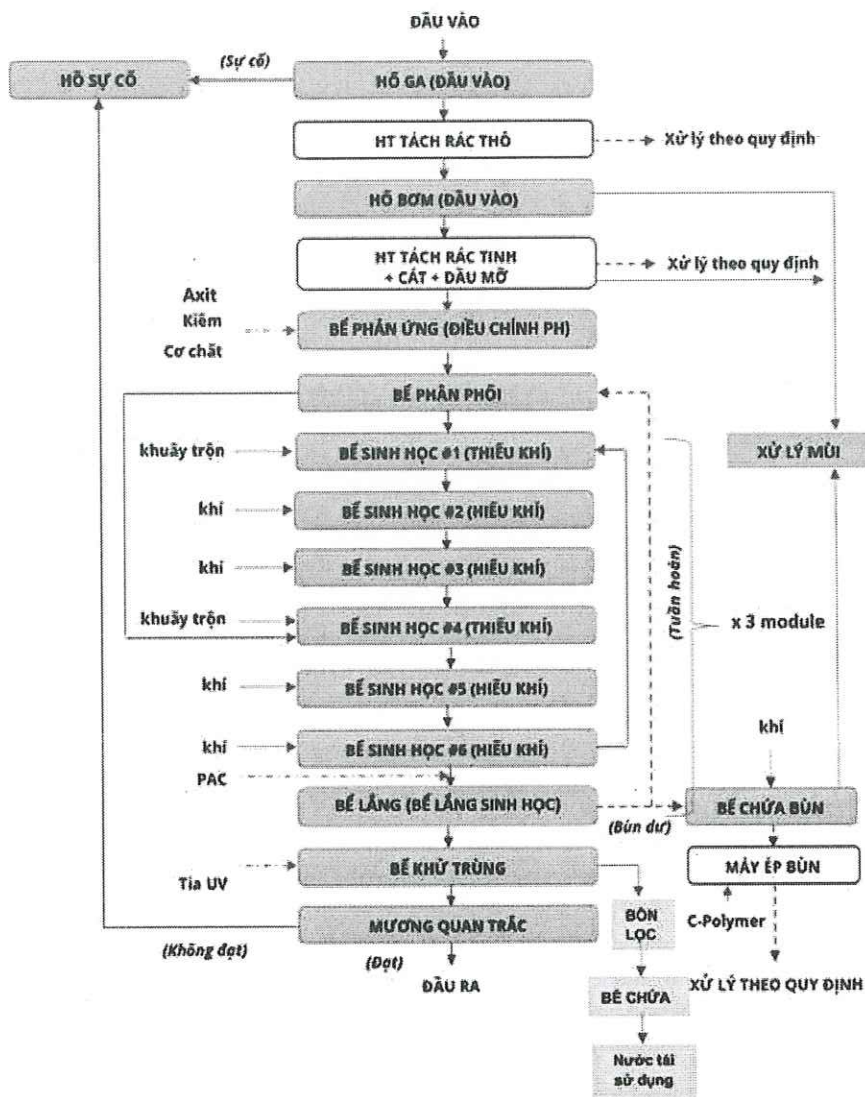 ĐẦU VÀO
(Sự cố)
HỒ SỰ CỐ
HỐ GA (ĐẦU VÀO)
HT TÁCH RÁC THÔ
Xử lý theo quy định
HỐ BƠM (ĐẦU VÀO)
HT TÁCH RÁC TINH
+ CÁT + DẦU MỠ
Xử lý theo quy định
Axit
Kiềm
Cơ chất
BỂ PHẢN ỨNG (ĐIỀU CHỈNH PH)
BỂ PHÂN PHỐI
khuấy trộn
BỂ SINH HỌC #1 (THIẾU KHÍ)
XỬ LÝ MÙI
khí
BỂ SINH HỌC #2 (HIẾU KHÍ)
khí
BỂ SINH HỌC #3 (HIẾU KHÍ)
(Tuần hoàn)
khuấy trộn
BỂ SINH HỌC #4 (THIẾU KHÍ)
x 3 module
khí
BỂ SINH HỌC #5 (HIẾU KHÍ)
khí
BỂ SINH HỌC #6 (HIẾU KHÍ)
khí
PAC
BỂ LẮNG (BỂ LẮNG SINH HỌC)
(Bùn dư)
BỂ CHỨA BÙN
Tia UV
BỂ KHỬ TRÙNG
MÁY ÉP BÙN
MƯƠNG QUAN TRẮC
BỒN
LỌC
C-Polymer
(Không đạt)
(Đạt)
ĐẦU RA
BỂ CHỨA
XỬ LÝ THEO QUY ĐỊNH
Nước tái
sử dụng